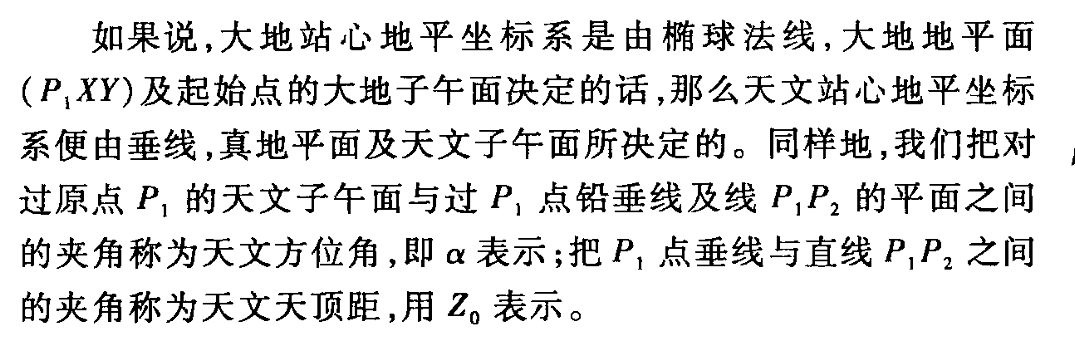 如果说,大地站心地平坐标系是由椭球法线,大地地平面
(P₁XY)及起始点的大地子午面决定的话,那么天文站心地平坐标
系便由垂线,真地平面及天文子午面所决定的。同样地,我们把对
过原点 P₁ 的天文子午面与过 P₁ 点铅垂线及线 P₁P₂ 的平面之间
的夹角称为天文方位角,即 α 表示;把 P₁ 点垂线与直线 P₁P₂ 之间
的夹角称为天文天顶距,用 Z₀ 表示。